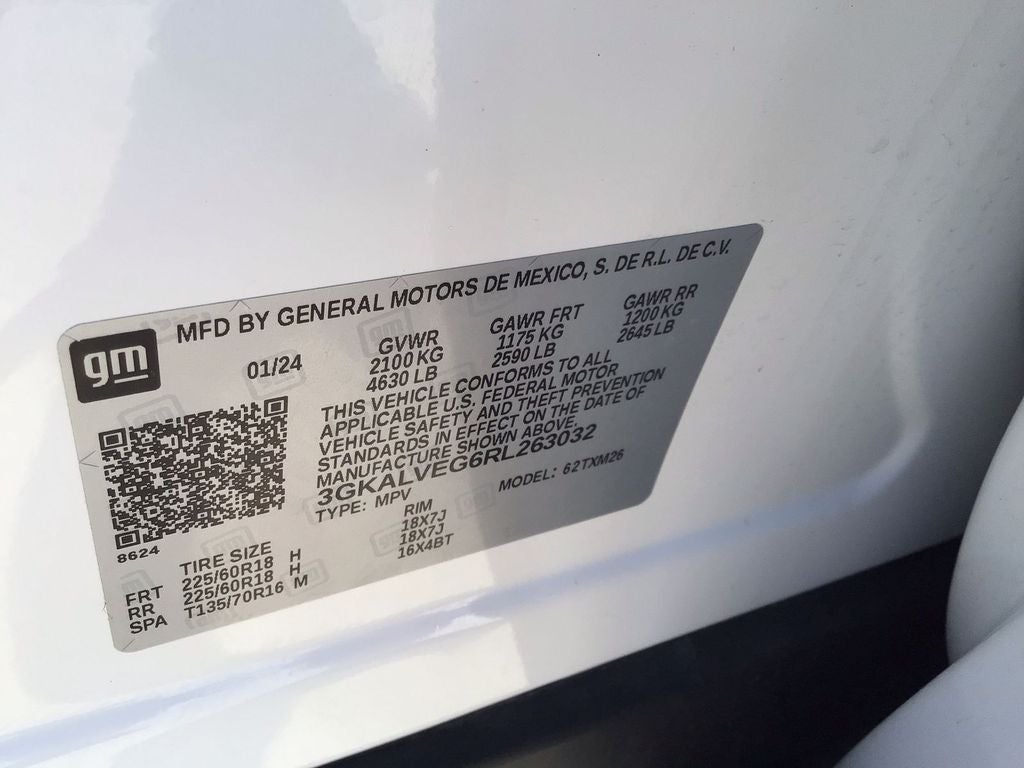 gm
MFD BY GENERAL MOTORS DE MEXICO, S. DE R.L. DE C.V.
01/24
GVWR
2100 KG
4630 LB
GAWR FRT
1175 KG
2590 LB
GAWR RR
1200 KG
2645 LB
THIS VEHICLE CONFORMS TO ALL
APPLICABLE U.S. FEDERAL MOTOR
VEHICLE SAFETY AND THEFT PREVENTION
STANDARDS IN EFFECT ON THE DATE OF
MANUFACTURE SHOWN ABOVE.
3GKALVEG6RL263032
TYPE: MPV MODEL: 62TXM26
8624
TIRE SIZE RIM
FRT 225/60R18 H 18X7J
RR 225/60R18 H 18X7J
SPA T135/70R16 M 16X4BT